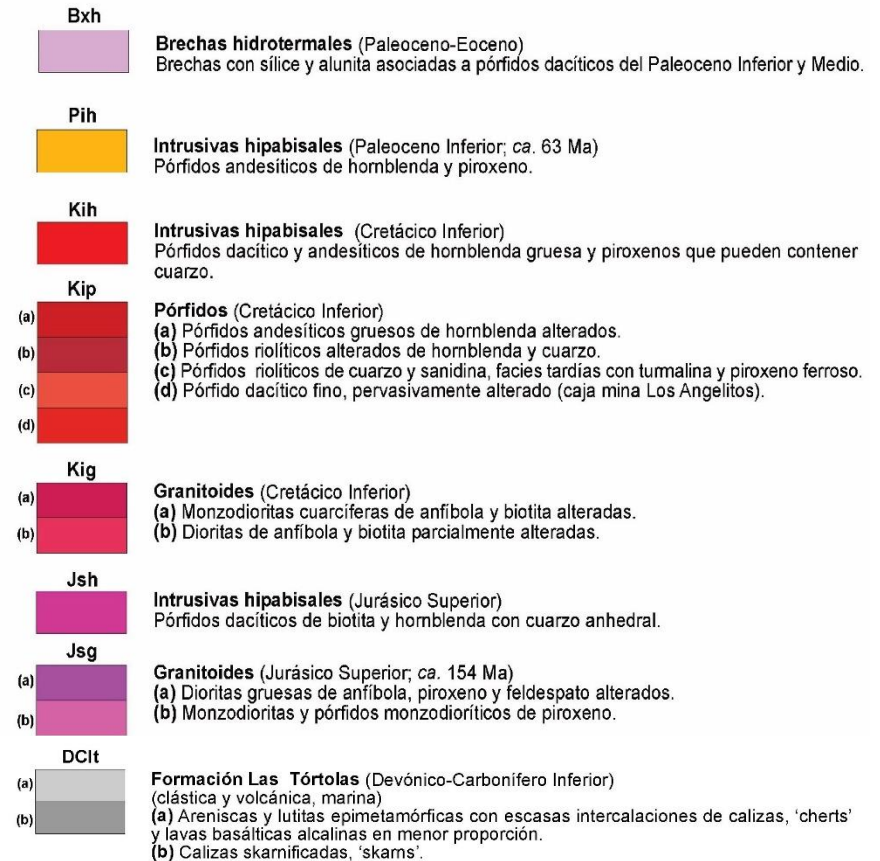 Bxh
Brechas hidrotermales (Paleoceno-Eoceno)
Brechas con sílice y alunita asociadas a pórfidos dacíticos del Paleoceno Inferior y Medio.
Pih
Intrusivas hipabisales (Paleoceno Inferior; ca. 63 Ma)
Pórfidos andesíticos de hornblenda y piroxeno.
Kih
Intrusivas hipabisales (Cretácico Inferior)
Pórfidos dacítico y andesíticos de hornblenda gruesa y piroxenos que pueden contener
cuarzo.
Kip
Pórfidos (Cretácico Inferior)
(a) (a) Pórfidos andesíticos gruesos de hornblenda alterados.
(b) (b) Pórfidos riolíticos alterados de hornblenda y cuarzo.
(c) (c) Pórfidos riolíticos de cuarzo y sanidina, facies tardías con turmalina y piroxeno ferroso.
(d) (d) Pórfido dacítico fino, pervasivamente alterado (caja mina Los Angelitos).
Kig
Granitoides (Cretácico Inferior)
(a) (a) Monzodioritas cuarcíferas de anfíbola y biotita alteradas.
(b) (b) Dioritas de anfíbola y biotita parcialmente alteradas.
Jsh
Intrusivas hipabisales (Jurásico Superior)
Pórfidos dacíticos de biotita y hornblenda con cuarzo anhedral.
Jsg
Granitoides (Jurásico Superior; ca. 154 Ma)
(a) (a) Dioritas gruesas de anfíbola, piroxeno y feldespato alterados.
(b) (b) Monzodioritas y pórfidos monzodioríticos de piroxeno.
DClt
Formación Las Tórtolas (Devónico-Carbonífero Inferior)
(clástica y volcánica, marina)
(a) (a) Areniscas y lutitas epimetamórficas con escasas intercalaciones de calizas, 'cherts'
y lavas basálticas alcalinas en menor proporción.
(b) (b) Calizas skarnificadas, 'skarns'.